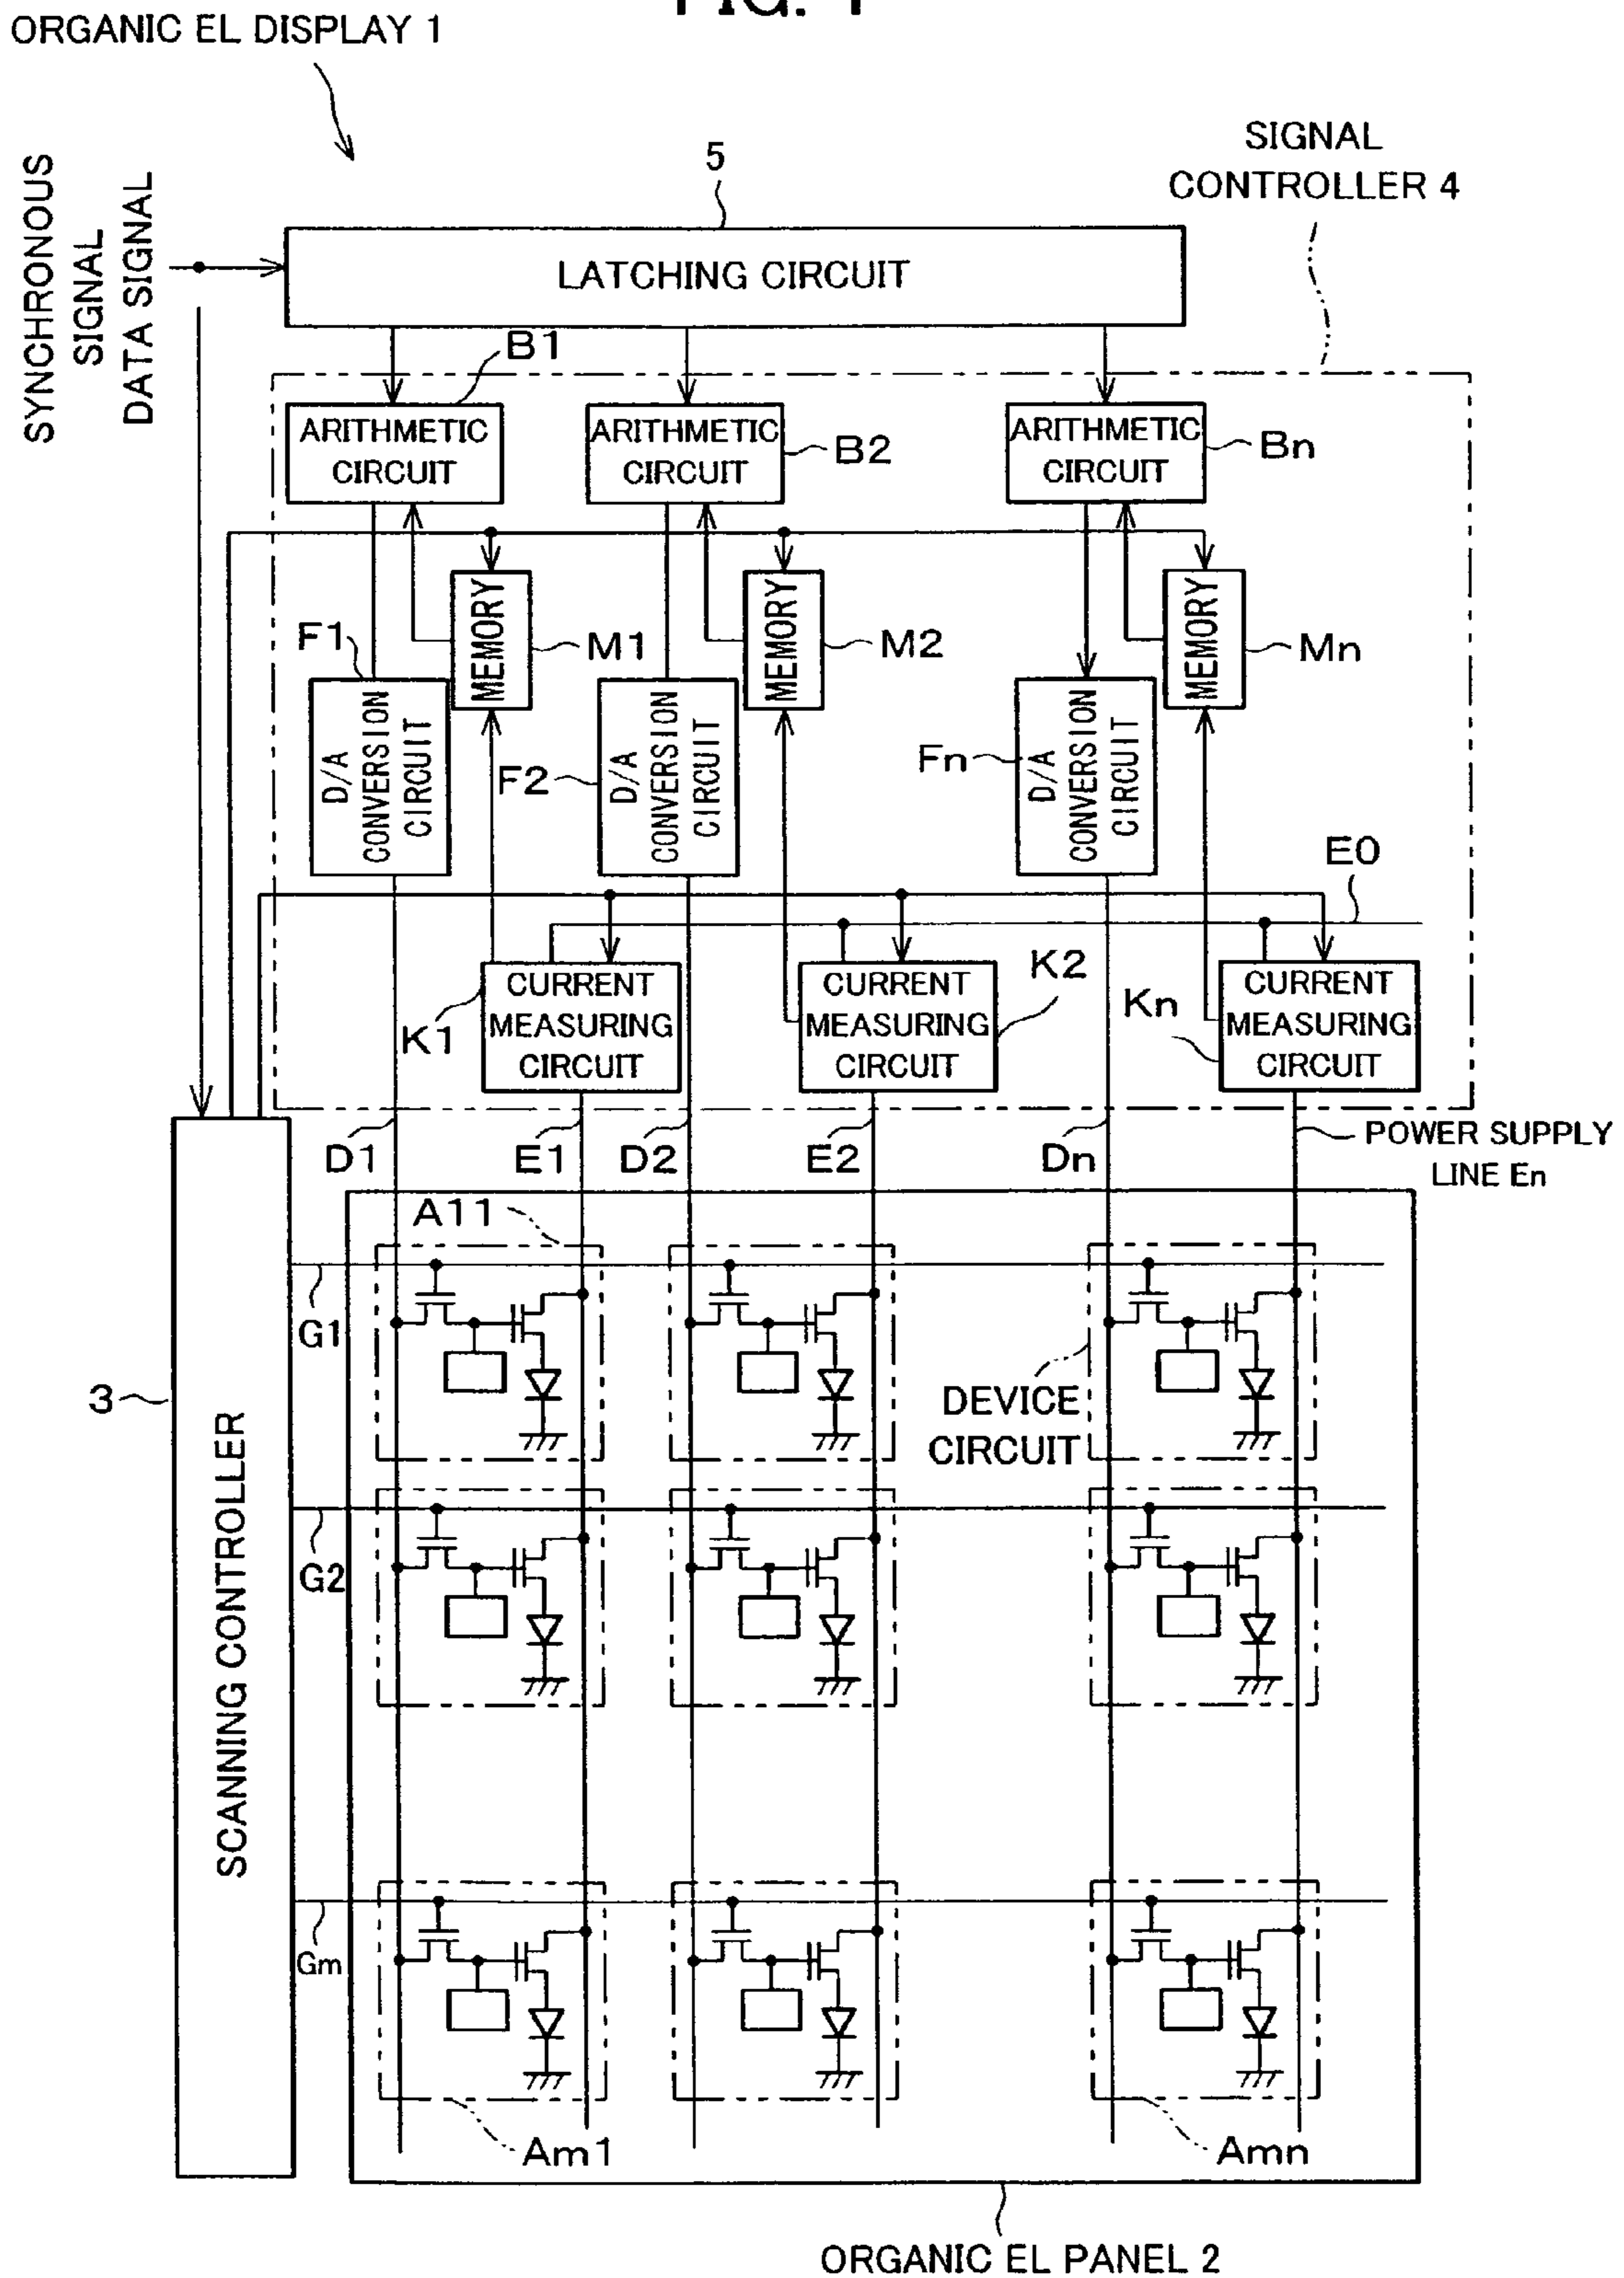 ORGANIC EL DISPLAY 1
SYNCHRONOUS
SIGNAL
DATA SIGNAL
5
SIGNAL
CONTROLLER 4
LATCHING CIRCUIT
B1
ARITHMETIC
CIRCUIT
ARITHMETIC
CIRCUIT
B2
ARITHMETIC
CIRCUIT
Bn
F1
MEMORY
M1
MEMORY
M2
MEMORY
Mn
D/A
CONVERSION
CIRCUIT
F2
D/A
CONVERSION
CIRCUIT
Fn
D/A
CONVERSION
CIRCUIT
E0
K1
CURRENT
MEASURING
CIRCUIT
CURRENT
MEASURING
CIRCUIT
K2
Kn
CURRENT
MEASURING
CIRCUIT
D1
E1
D2
E2
Dn
POWER SUPPLY
LINE En
A11
G1
3
SCANNING CONTROLLER
DEVICE
CIRCUIT
G2
Gm
Am1
Amn
ORGANIC EL PANEL 2